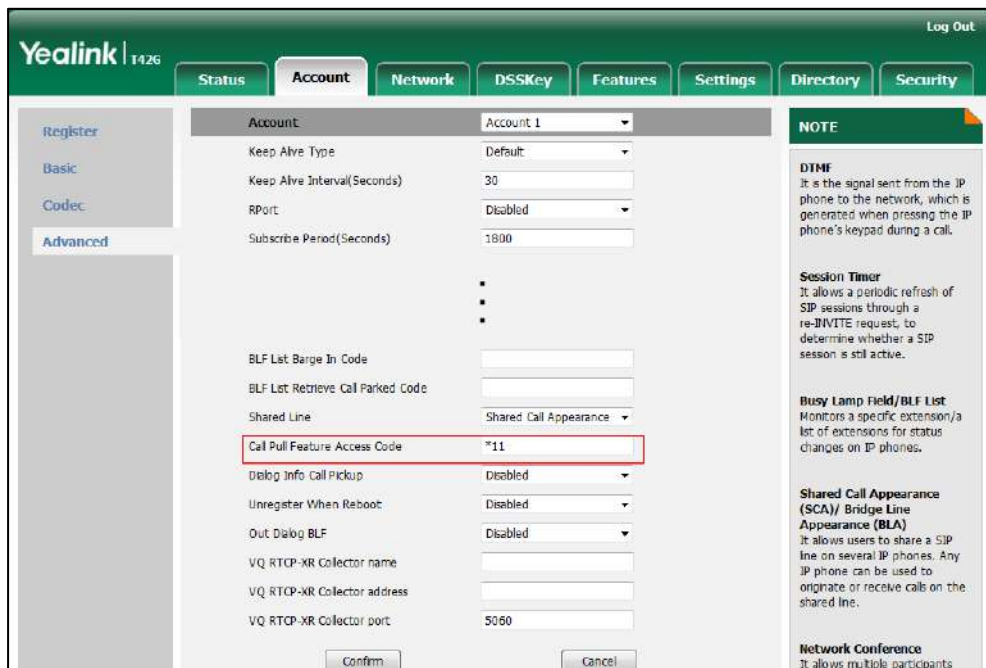 Log Out
Yealink | T42G
Status Account Network DSSKey Features Settings Directory Security
Register
Basic
Codec
Advanced
Account Account 1
Keep Alive Type Default
Keep Alive Interval(Seconds) 30
RPort Disabled
Subscribe Period(Seconds) 1800
BLF List Barge In Code
BLF List Retrieve Call Parked Code
Shared Line Shared Call Appearance
Call Pull Feature Access Code *11
Dialog Info Call Pickup Disabled
Unregister When Reboot Disabled
Out Dialog BLF Disabled
VQ RTCP-XR Collector name
VQ RTCP-XR Collector address
VQ RTCP-XR Collector port 5060
Confirm Cancel
NOTE
DTMF
It is the signal sent from the IP
phone to the network, which is
generated when pressing the IP
phone's keypad during a call.
Session Timer
It allows a periodic refresh of
SIP sessions through a
re-INVITE request, to
determine whether a SIP
session is still active.
Busy Lamp Field/BLF List
Monitors a specific extension/a
list of extensions for status
changes on IP phones.
Shared Call Appearance
(SCA)/ Bridge Line
Appearance (BLA)
It allows users to share a SIP
line on several IP phones. Any
IP phone can be used to
originate or receive calls on the
shared line.
Network Conference
It allows multiple participants